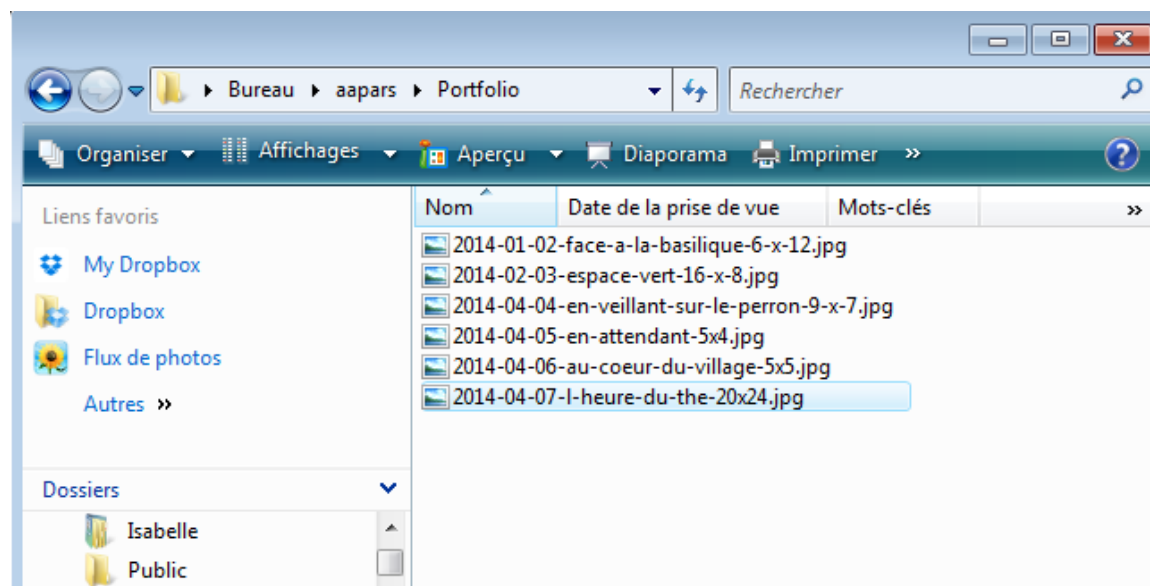 Bureau aapars Portfolio
Rechercher
Organiser Affichages Aperçu Diaporama Imprimer »
Liens favoris
My Dropbox
Dropbox
Flux de photos
Autres »
Dossiers
Isabelle
Public
Nom Date de la prise de vue Mots-clés »
2014-01-02-face-a-la-basilique-6-x-12.jpg
2014-02-03-espace-vert-16-x-8.jpg
2014-04-04-en-veillant-sur-le-perron-9-x-7.jpg
2014-04-05-en-attendant-5x4.jpg
2014-04-06-au-coeur-du-village-5x5.jpg
2014-04-07-l-heure-du-the-20x24.jpg